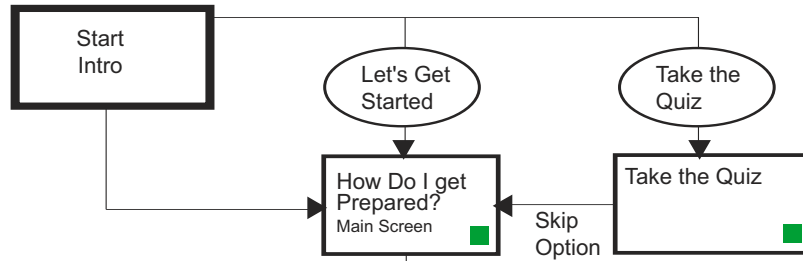 Start
Intro
Let's Get
Started
Take the
Quiz
How Do I get
Prepared?
Main Screen
Skip
Option
Take the Quiz